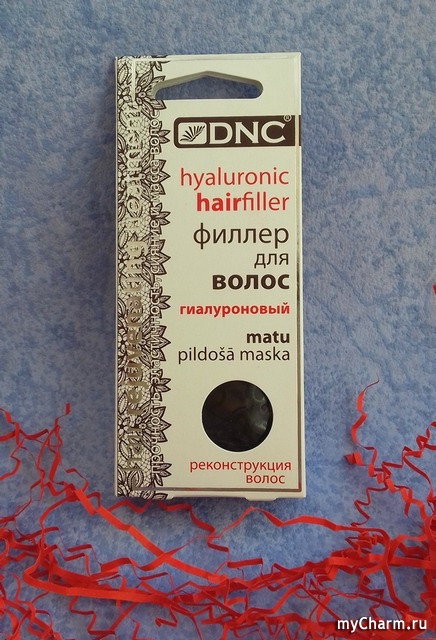 DNC®
hyaluronic
hairfiller
филлер
для
волос
гиалуроновый
matu
pildošā maska
реконструкция
волос
myCharm.ru